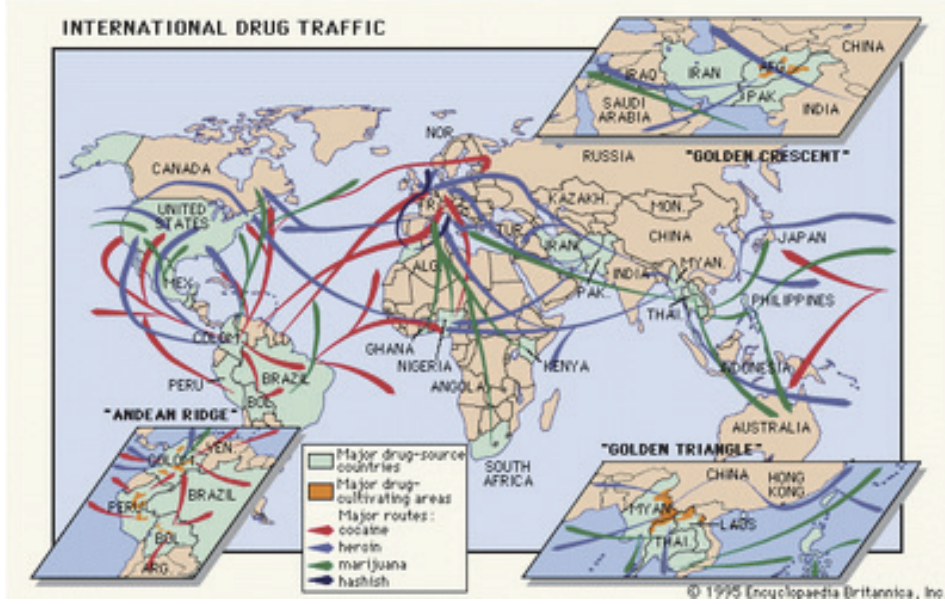 INTERNATIONAL DRUG TRAFFIC
CHINA
IRAQ
IRAN
AFG.
PAK.
SAUDI
ARABIA
INDIA
"GOLDEN CRESCENT"
NOR.
RUSSIA
CANADA
UNITED
STATES
FR.
KAZAKH.
MON.
TUR.
IRAN
CHINA
JAPAN
ALG.
INDIA
MYAN.
MEX.
PAK.
THAI.
PHILIPPINES
COLOM.
GHANA
NIGERIA
KENYA
INDONESIA
PERU
BRAZIL
ANGOLA
BOL.
AUSTRALIA
"ANDEAN RIDGE"
SOUTH
AFRICA
"GOLDEN TRIANGLE"
VEN.
COLOM.
BRAZIL
PERU
BOL.
ARG.
Major drug-source
countries
Major drug-
cultivating areas
Major routes:
cocaine
heroin
marijuana
hashish
CHINA
HONG
KONG
MYAN.
LAOS
THAI.
© 1995 Encyclopaedia Britannica, Inc